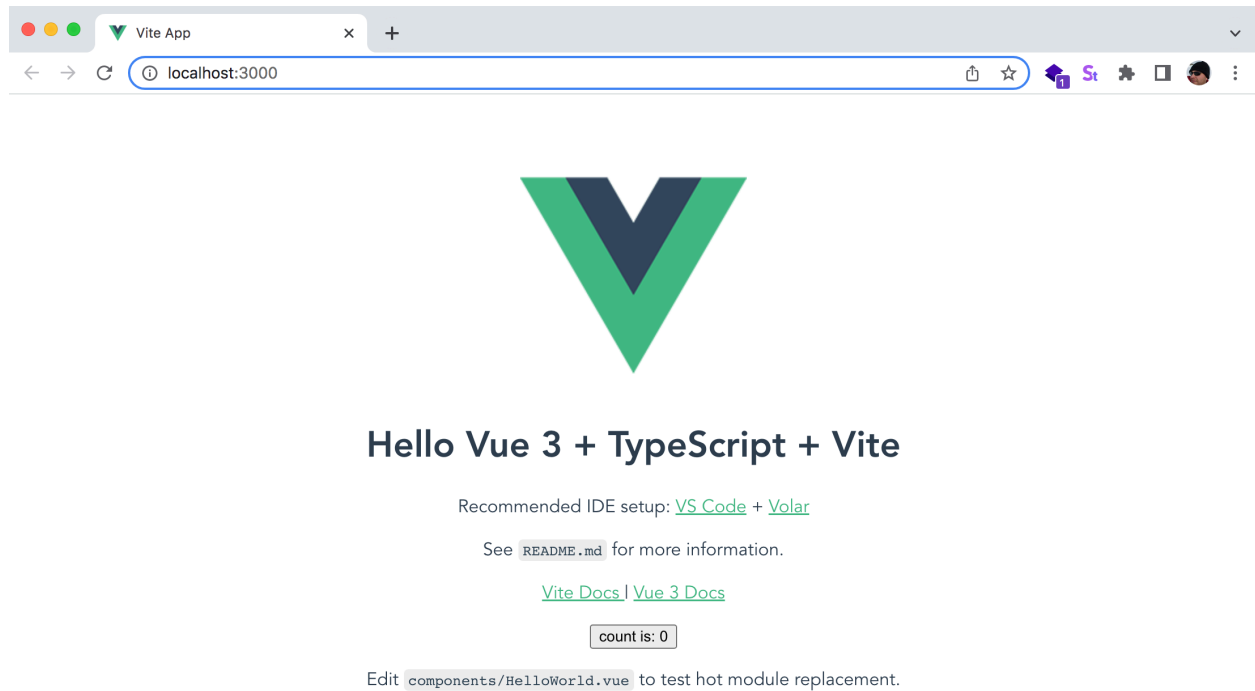 Vite App
localhost:3000
1
St
Hello Vue 3 + TypeScript + Vite
Recommended IDE setup: VS Code + Volar
See README.md for more information.
Vite Docs | Vue 3 Docs
count is: 0
Edit components/HelloWorld.vue to test hot module replacement.